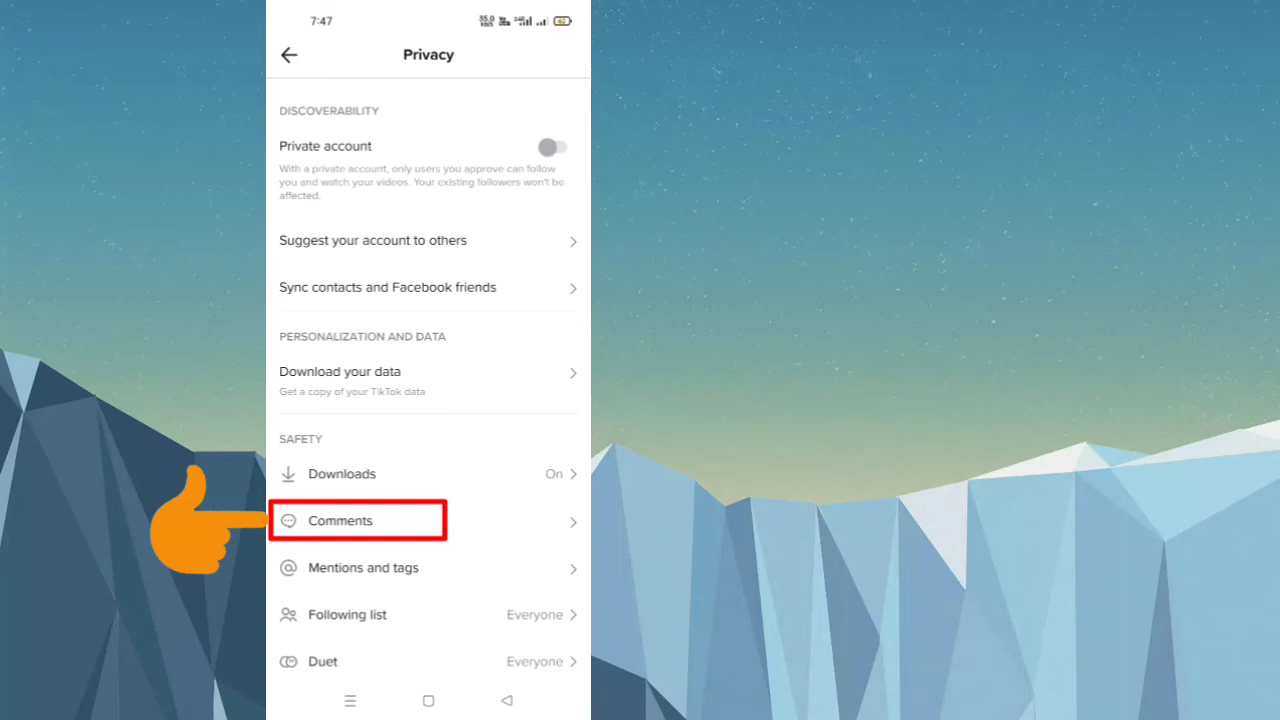 7:47
Privacy
DISCOVERABILITY
Private account
With a private account, only users you approve can follow
you and watch your videos. Your existing followers won't be
affected.
Suggest your account to others
Sync contacts and Facebook friends
PERSONALIZATION AND DATA
Download your data
Get a copy of your TikTok data
SAFETY
Downloads On
Comments
Mentions and tags
Following list Everyone
Duet Everyone